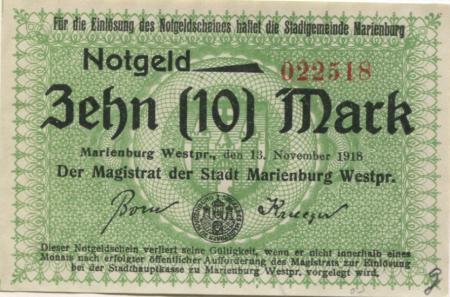 Für die Einlösung des Notgeldscheines haftet die Stadtgemeinde Marienburg
Notgeld 022518
Zehn (10) Mark
Marienburg Westpr., den 13. November 1918
Der Magistrat der Stadt Marienburg Westpr.
Born Krueger
Dieser Notgeldschein verliert seine Gültigkeit, wenn er nicht innerhalb eines
Monats nach erfolgter öffentlicher Aufforderung des Magistrats zur Einlösung
bei der Stadthauptkasse zu Marienburg Westpr. vorgelegt wird.